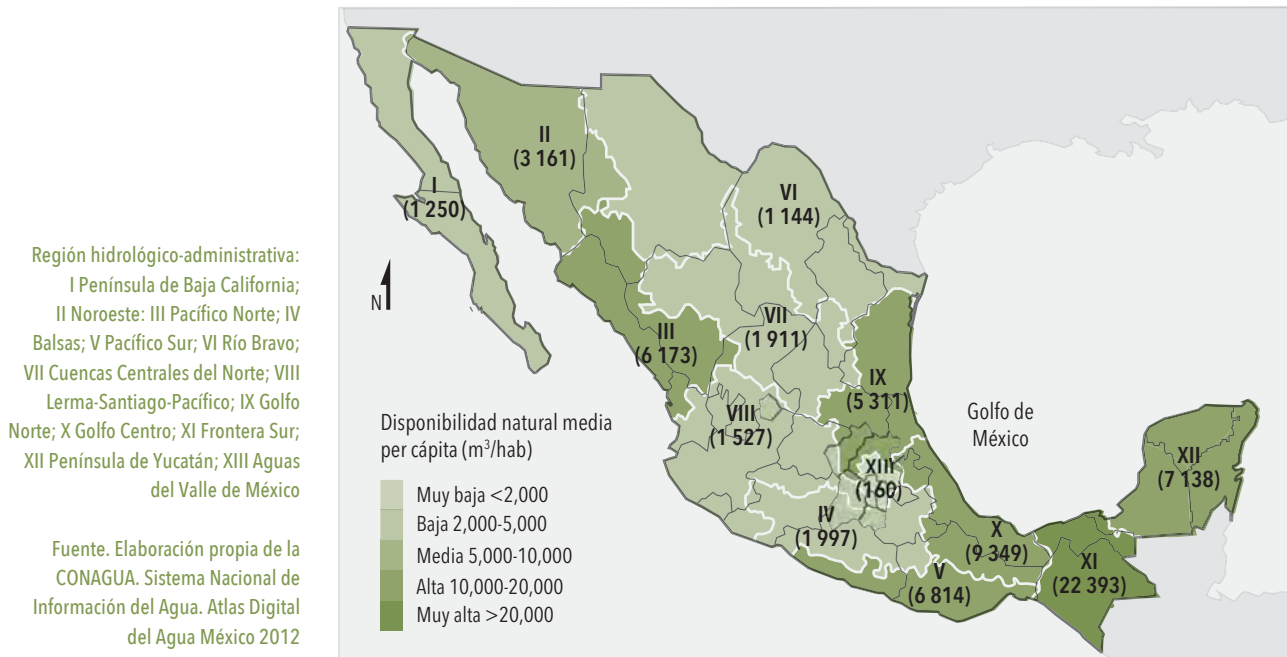 Región hidrológico-administrativa:
I Península de Baja California;
II Noroeste: III Pacífico Norte; IV
Balsas; V Pacífico Sur; VI Río Bravo;
VII Cuencas Centrales del Norte; VIII
Lerma-Santiago-Pacífico; IX Golfo
Norte; X Golfo Centro; XI Frontera Sur;
XII Península de Yucatán; XIII Aguas
del Valle de México
Fuente. Elaboración propia de la
CONAGUA. Sistema Nacional de
Información del Agua. Atlas Digital
del Agua México 2012
II
(3 161)
I
(1 250)
VI
(1 144)
N
III
(6 173)
VII
(1 911)
IX
(5 311)
VIII
(1 527)
Golfo de
México
XII
(7 138)
XIII
(160)
IV
(1 997)
X
(9 349)
V
(6 814)
XI
(22 393)
Disponibilidad natural media
per cápita (m³/hab)
Muy baja <2,000
Baja 2,000-5,000
Media 5,000-10,000
Alta 10,000-20,000
Muy alta >20,000